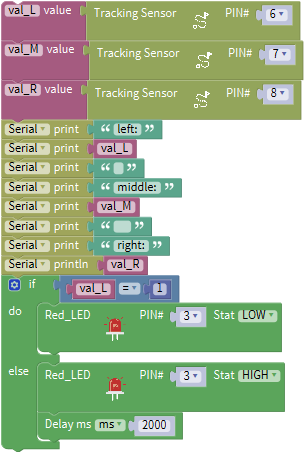 val_L value Tracking Sensor PIN# 6
val_M value Tracking Sensor PIN# 7
val_R value Tracking Sensor PIN# 8
Serial print “ left: ”
Serial print val_L
Serial print “ ”
Serial print “ middle: ”
Serial print val_M
Serial print “ ”
Serial print “ right: ”
Serial println val_R
if val_L = 1
do Red_LED PIN# 3 Stat LOW
else Red_LED PIN# 3 Stat HIGH
Delay ms ms 2000